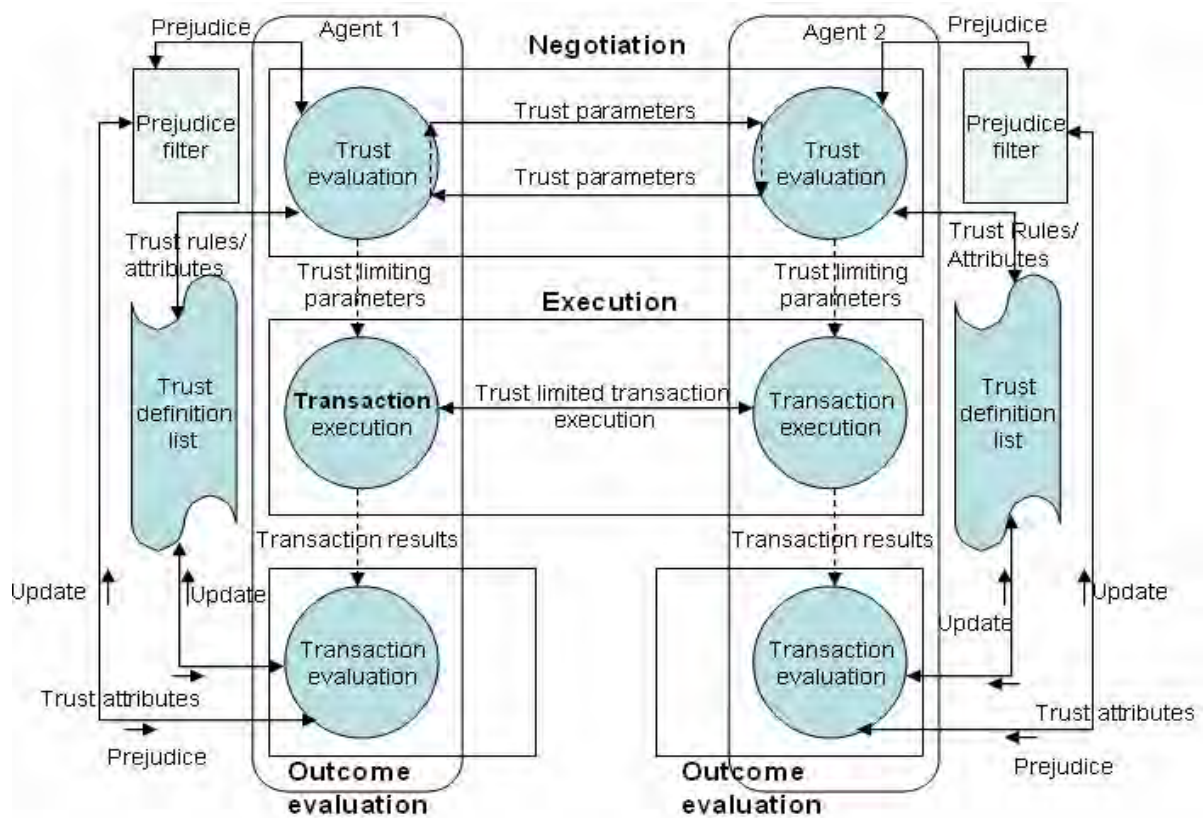 Prejudice
Agent 1
Negotiation
Agent 2
Prejudice
Prejudice
filter
Trust
evaluation
Trust parameters
Trust parameters
Trust
evaluation
Prejudice
filter
Trust rules/
attributes
Trust limiting
parameters
Trust limiting
parameters
Trust Rules/
Attributes
Execution
Trust
definition
list
Transaction
execution
Trust limited transaction
execution
Transaction
execution
Trust
definition
list
Transaction results
Transaction results
Update
Update
Update
Update
Transaction
evaluation
Transaction
evaluation
Trust attributes
Prejudice
Trust attributes
Prejudice
Outcome
evaluation
Outcome
evaluation